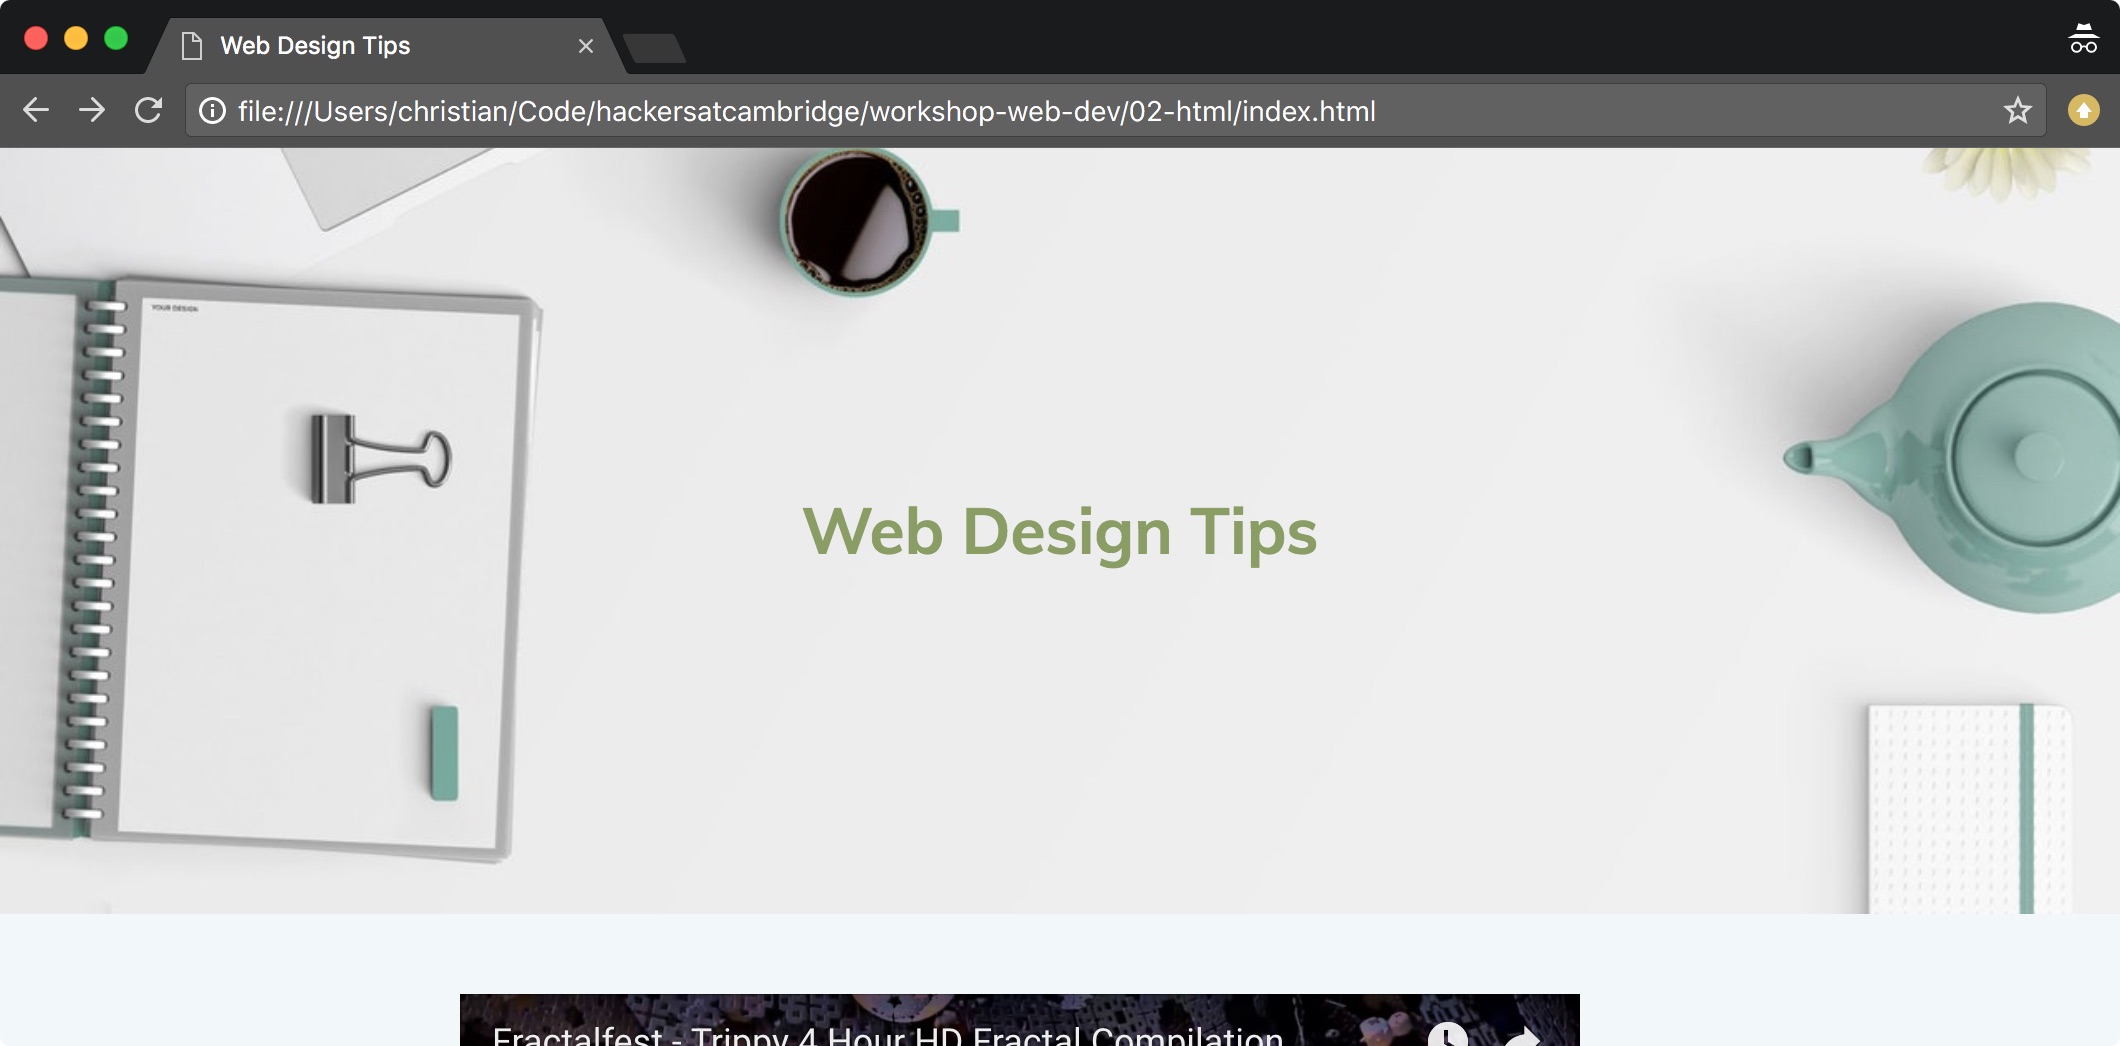 Web Design Tips
file:///Users/christian/Code/hackersatcambridge/workshop-web-dev/02-html/index.html
YOUR DESIGN
Web Design Tips
Fractalfest - Trippy 4 Hour HD Fractal Compilation